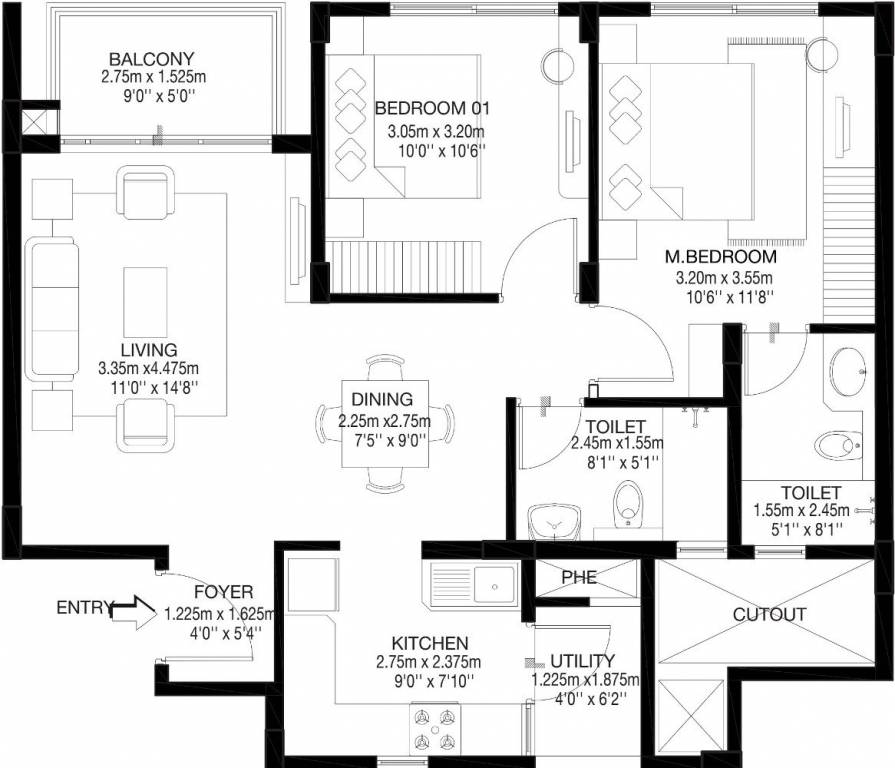 BALCONY
2.75m x 1.525m
9'0'' x 5'0''
BEDROOM 01
3.05m x 3.20m
10'0'' x 10'6''
M.BEDROOM
3.20m x 3.55m
10'6'' x 11'8''
LIVING
3.35m x4.475m
11'0'' x 14'8''
DINING
2.25m x2.75m
7'5'' x 9'0''
TOILET
2.45m x1.55m
8'1'' x 5'1''
TOILET
1.55m x 2.45m
5'1'' x 8'1''
ENTRY
FOYER
1.225m x 1.625m
4'0'' x 5'4''
PHE
CUTOUT
KITCHEN
2.75m x 2.375m
9'0'' x 7'10''
UTILITY
1.225m x1.875m
4'0'' x 6'2''